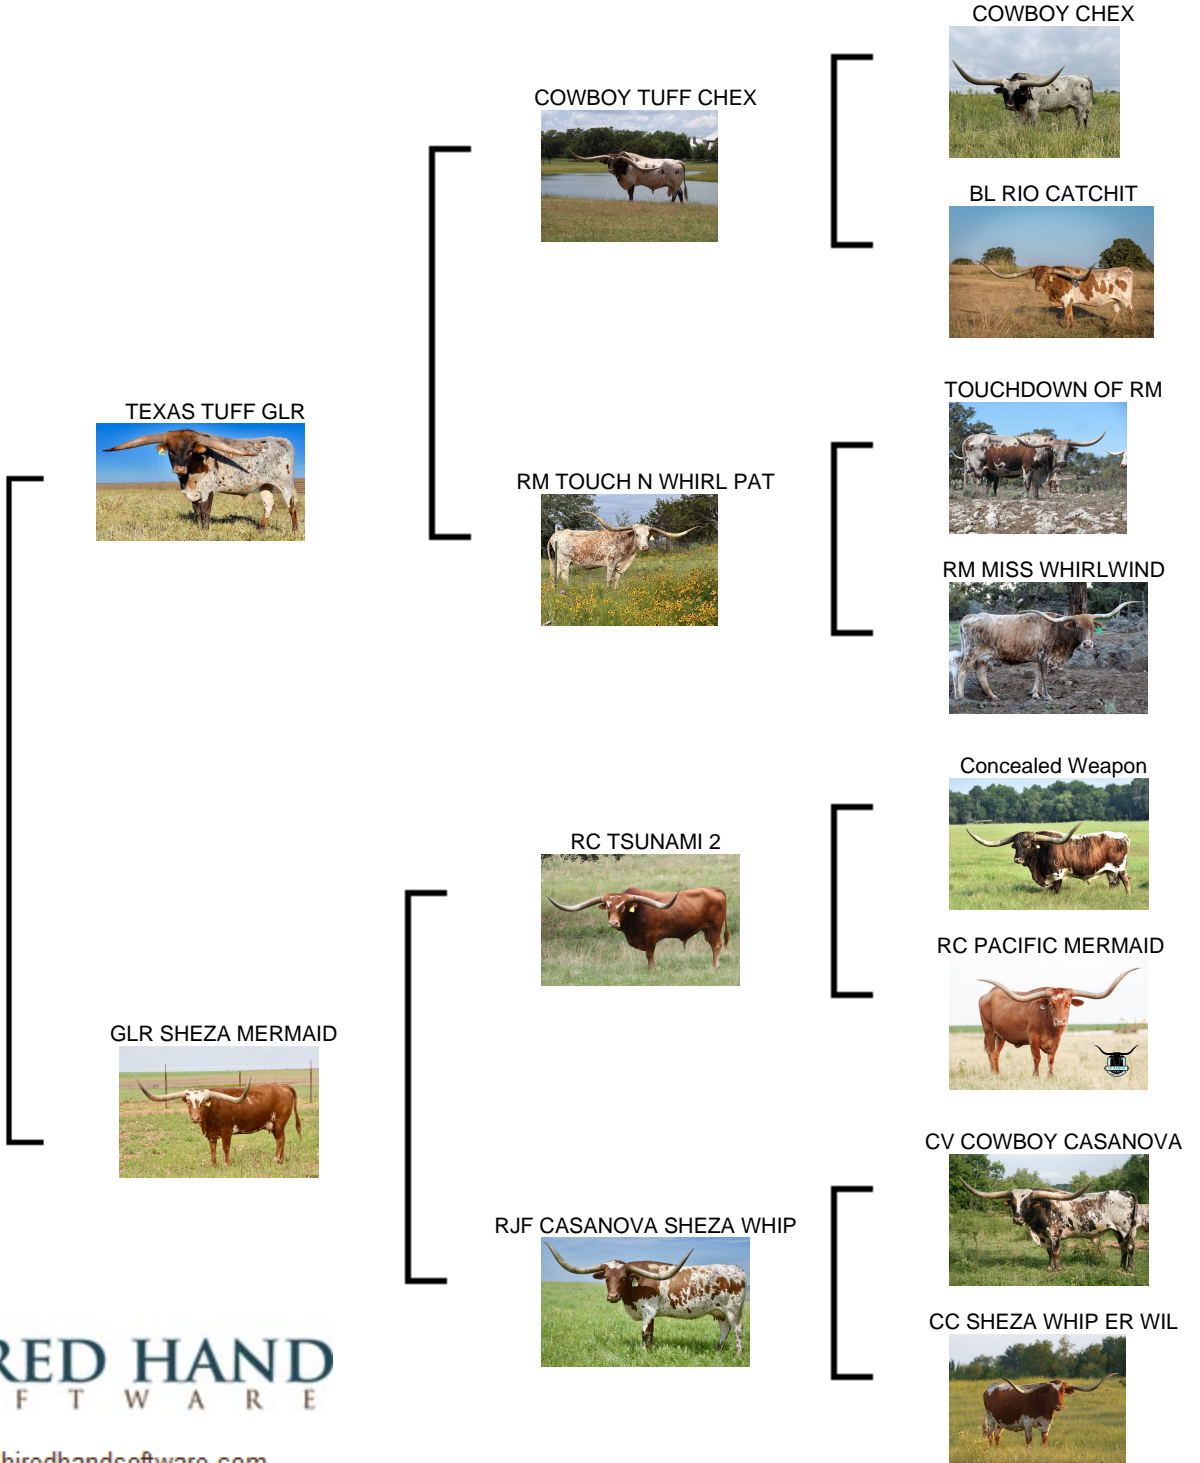 COWBOY CHEX
COWBOY TUFF CHEX
BL RIO CATCHIT
TEXAS TUFF GLR
TOUCHDOWN OF RM
RM TOUCH N WHIRL PAT
RM MISS WHIRLWIND
Concealed Weapon
RC TSUNAMI 2
RC PACIFIC MERMAID
GLR SHEZA MERMAID
CV COWBOY CASANOVA
RJF CASANOVA SHEZA WHIP
CC SHEZA WHIP ER WIL
RED HAND
F T W A R E
hiredhandsoftware.com